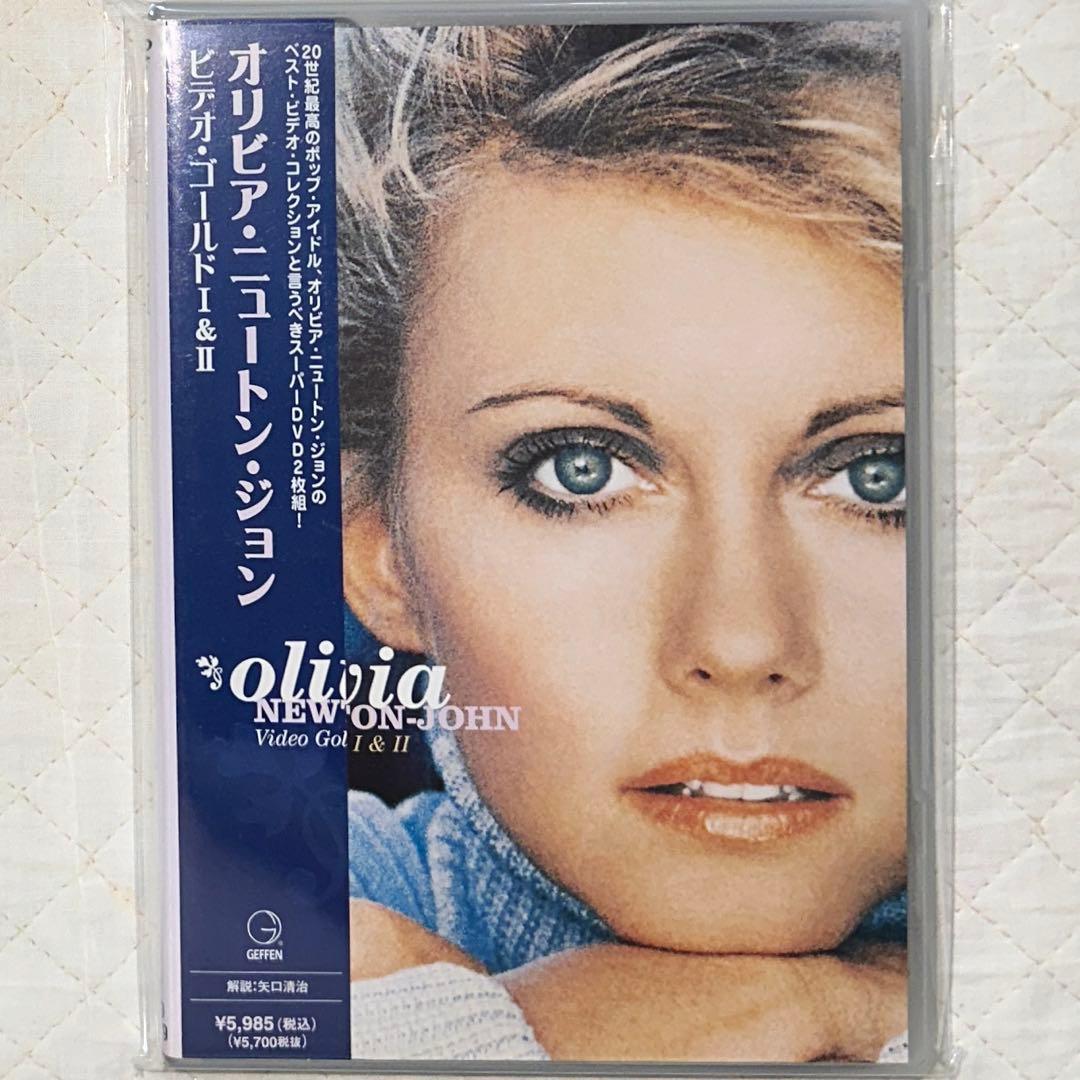 20世紀最高のポップ・アイドル、オリビア・ニュートン・ジョンの
ベスト・ビデオ・コレクションと言うべきスーパーDVD2枚組!
オリビア・ニュートン・ジョン
ビデオ・ゴールドⅠ&Ⅱ
olivia
NEWTON-JOHN
Video Gol I & II
G
GEFFEN
解説:矢口清治
¥5,985(税込)
(¥5,700税抜)